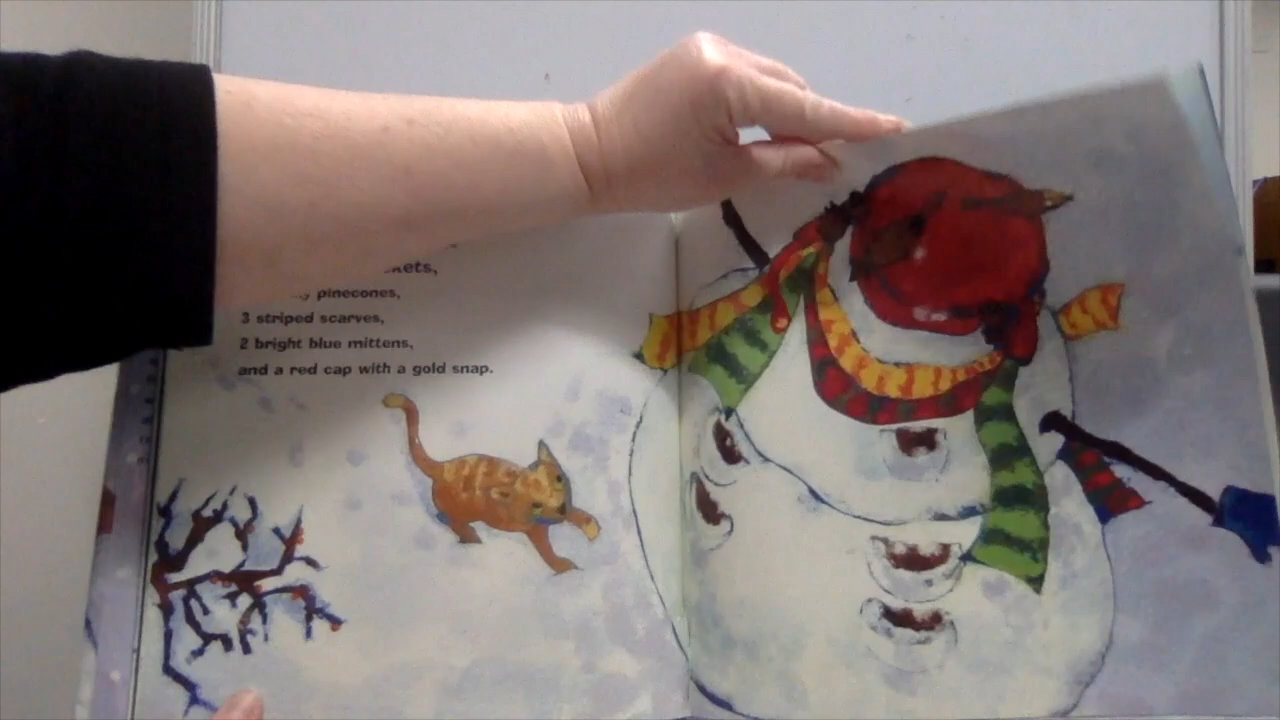 pinecones,
3 striped scarves,
2 bright blue mittens,
and a red cap with a gold snap.